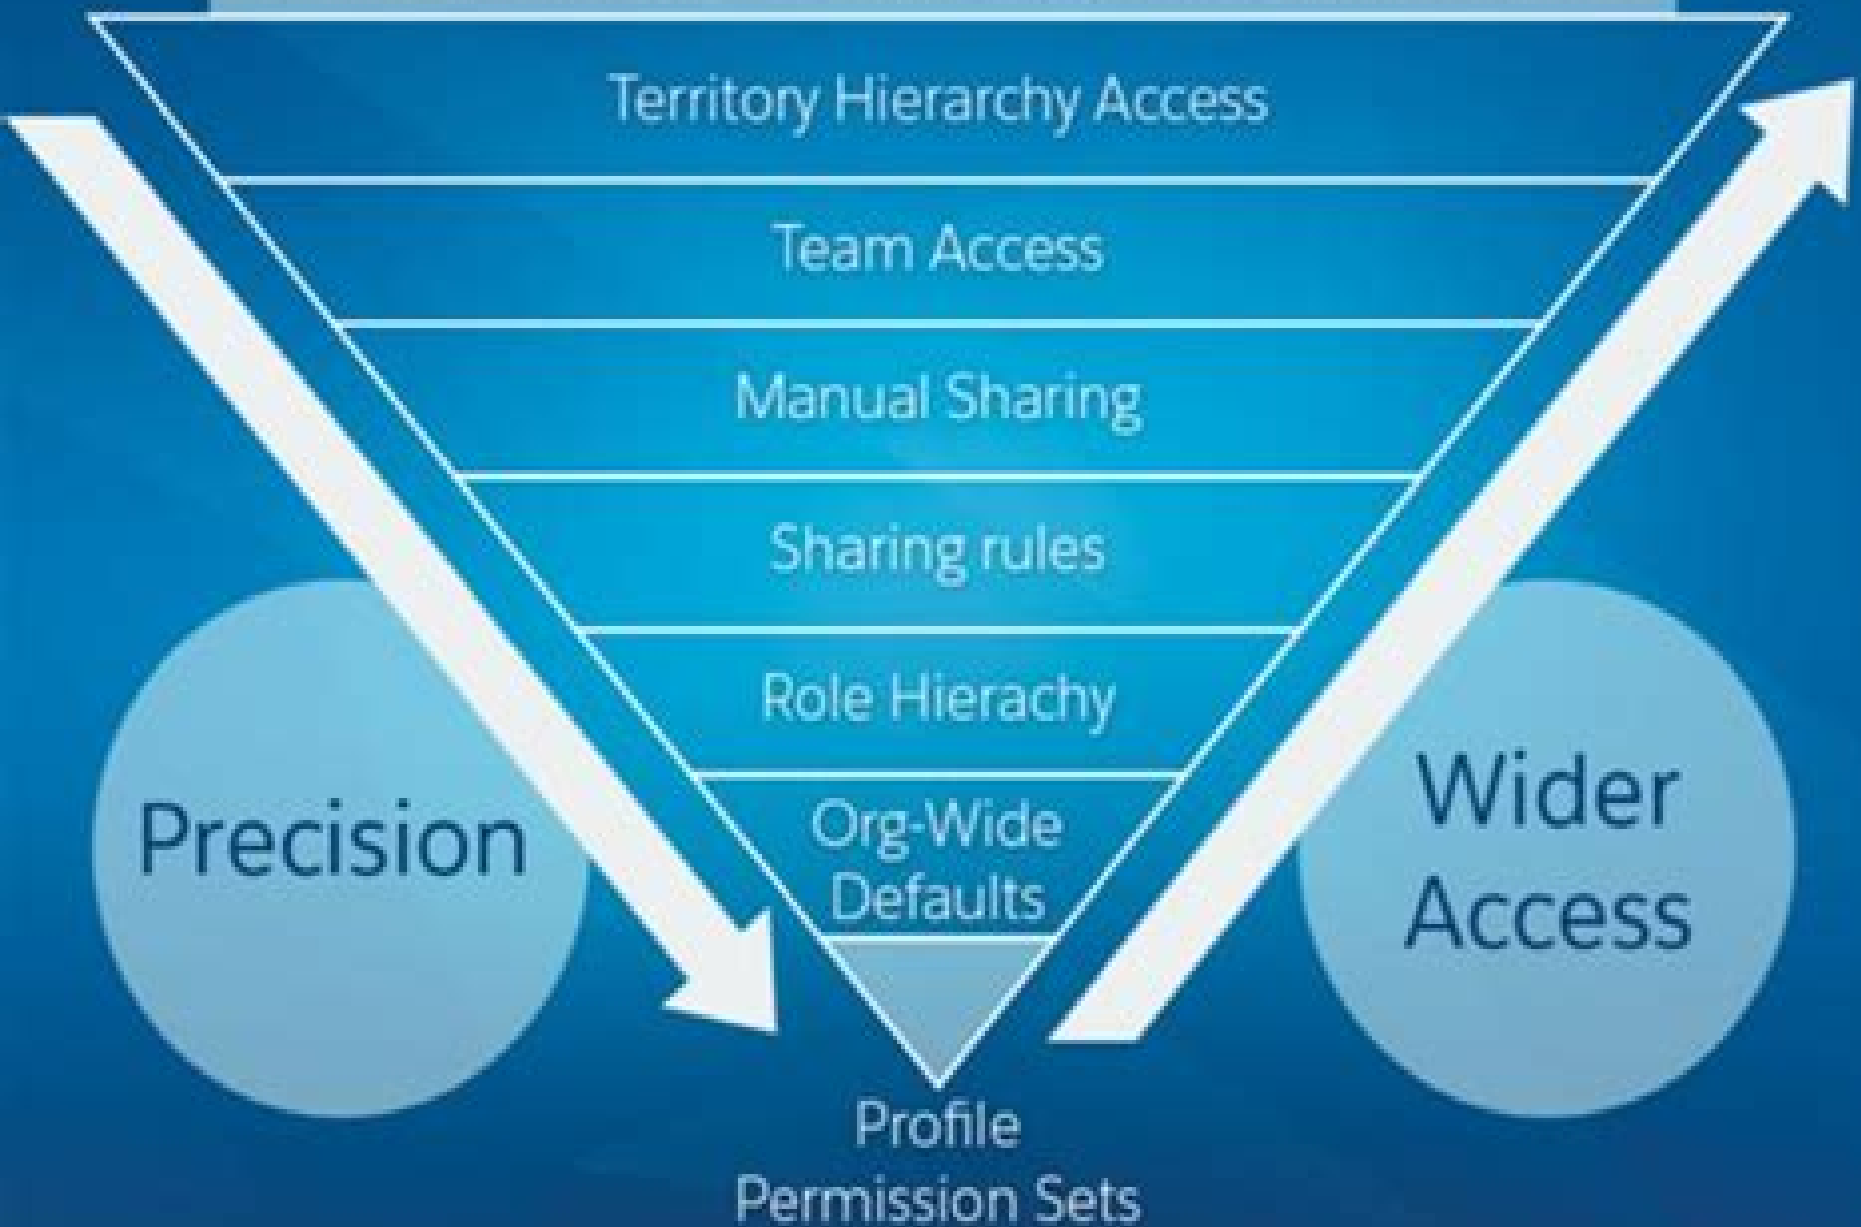 Territory Hierarchy Access
Team Access
Manual Sharing
Sharing rules
Role Hierachy
Org-Wide
Defaults
Precision
Wider
Access
Profile
Permission Sets